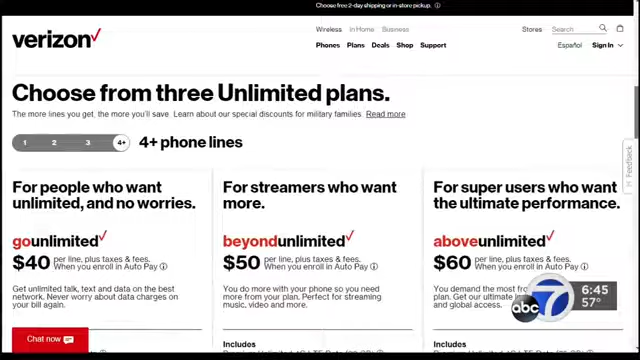 Choose free 2-day shipping or in-store pickup.
Wireless In Home Business
Stores Search
verizon
Phones Plans Deals Shop Support
Español Sign In
Choose from three Unlimited plans.
The more lines you get, the more you'll save. Learn about our special discounts for military families. Read more
1 2 3 4+ 4+ phone lines
Feedback
For people who want
unlimited, and no worries.
gounlimited
$40 per line, plus taxes & fees.
When you enroll in Auto Pay
Get unlimited talk, text and data on the best
network. Never worry about data charges on
your bill again.
For streamers who want
more.
beyondunlimited
$50 per line, plus taxes & fees.
When you enroll in Auto Pay
You do more with your phone so you need
more from your plan. Perfect for streaming
music, video and more.
For super users who want
the ultimate performance.
aboveunlimited
$60 per line, plus taxes & fees.
When you enroll in Auto Pay
You demand the most fro
plan. Get our ultimate
and global access.
abc 7 6:45
57°
Chat now
Includes
Includes